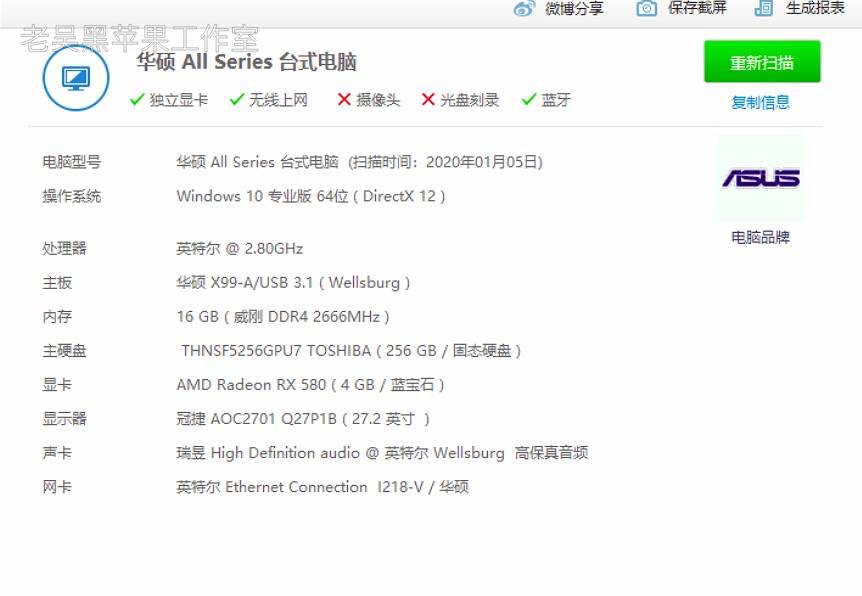 微博分享 保存截屏 生成报表
老吴黑苹果工作室
华硕 All Series 台式电脑
重新扫描
独立显卡 无线上网 摄像头 光盘刻录 蓝牙
复制信息
电脑型号 华硕 All Series 台式电脑 (扫描时间：2020年01月05日)
操作系统 Windows 10 专业版 64位 ( DirectX 12 )
ASUS
电脑品牌
处理器 英特尔 @ 2.80GHz
主板 华硕 X99-A/USB 3.1 ( Wellsburg )
内存 16 GB ( 威刚 DDR4 2666MHz )
主硬盘 THNSF5256GPU7 TOSHIBA ( 256 GB / 固态硬盘 )
显卡 AMD Radeon RX 580 ( 4 GB / 蓝宝石 )
显示器 冠捷 AOC2701 Q27P1B ( 27.2 英寸 )
声卡 瑞昱 High Definition audio @ 英特尔 Wellsburg 高保真音频
网卡 英特尔 Ethernet Connection I218-V / 华硕